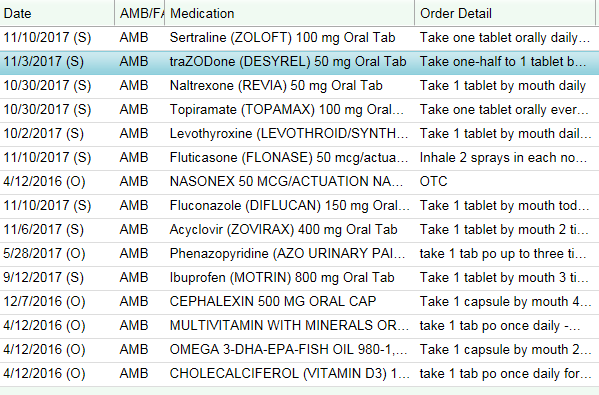 Date AMB/FA Medication Order Detail
11/10/2017 (S) AMB Sertraline (ZOLOFT) 100 mg Oral Tab Take one tablet orally daily...
11/3/2017 (S) AMB traZODone (DESYREL) 50 mg Oral Tab Take one-half to 1 tablet b...
10/30/2017 (S) AMB Naltrexone (REVIA) 50 mg Oral Tab Take 1 tablet by mouth daily
10/30/2017 (S) AMB Topiramate (TOPAMAX) 100 mg Oral... Take one tablet orally ever...
10/2/2017 (S) AMB Levothyroxine (LEVOTHROID/SYNTH... Take 1 tablet by mouth dail...
11/10/2017 (S) AMB Fluticasone (FLONASE) 50 mcg/actua... Inhale 2 sprays in each no...
4/12/2016 (O) AMB NASONEX 50 MCG/ACTUATION NA... OTC
11/10/2017 (S) AMB Fluconazole (DIFLUCAN) 150 mg Oral... Take 1 tablet by mouth tod...
11/6/2017 (S) AMB Acyclovir (ZOVIRAX) 400 mg Oral Tab Take 1 tablet by mouth 2 ti...
5/28/2017 (O) AMB Phenazopyridine (AZO URINARY PAI... take 1 tab po up to three ti...
9/12/2017 (S) AMB Ibuprofen (MOTRIN) 800 mg Oral Tab Take 1 tablet by mouth 3 ti...
12/7/2016 (O) AMB CEPHALEXIN 500 MG ORAL CAP Take 1 capsule by mouth 4...
4/12/2016 (O) AMB MULTIVITAMIN WITH MINERALS OR... take 1 tab po once daily -...
4/12/2016 (O) AMB OMEGA 3-DHA-EPA-FISH OIL 980-1,... Take 1 capsule by mouth 2...
4/12/2016 (O) AMB CHOLECALCIFEROL (VITAMIN D3) 1... take 1 tab po once daily for...